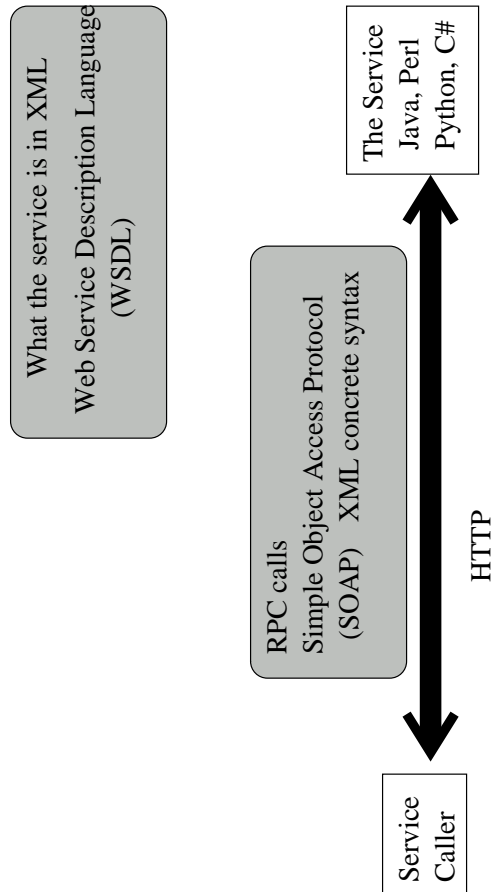 What the service is in XML
Web Service Description Language
(WSDL)
RPC calls
Simple Object Access Protocol
(SOAP) XML concrete syntax
Service
Caller
HTTP
The Service
Java, Perl
Python, C#